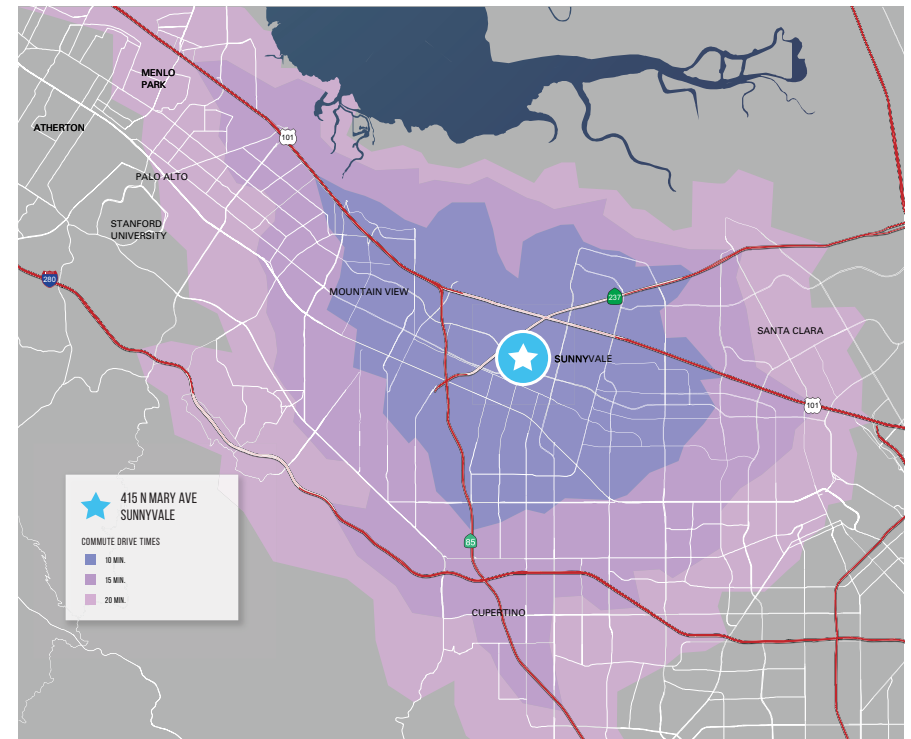 MENLO
PARK
101
ATHERTON
PALO ALTO
STANFORD
UNIVERSITY
280
MOUNTAIN VIEW
237
SANTA CLARA
SUNNYVALE
101
415 N MARY AVE
SUNNYVALE
COMMUTE DRIVE TIMES
10 MIN.
15 MIN.
20 MIN.
85
CUPERTINO